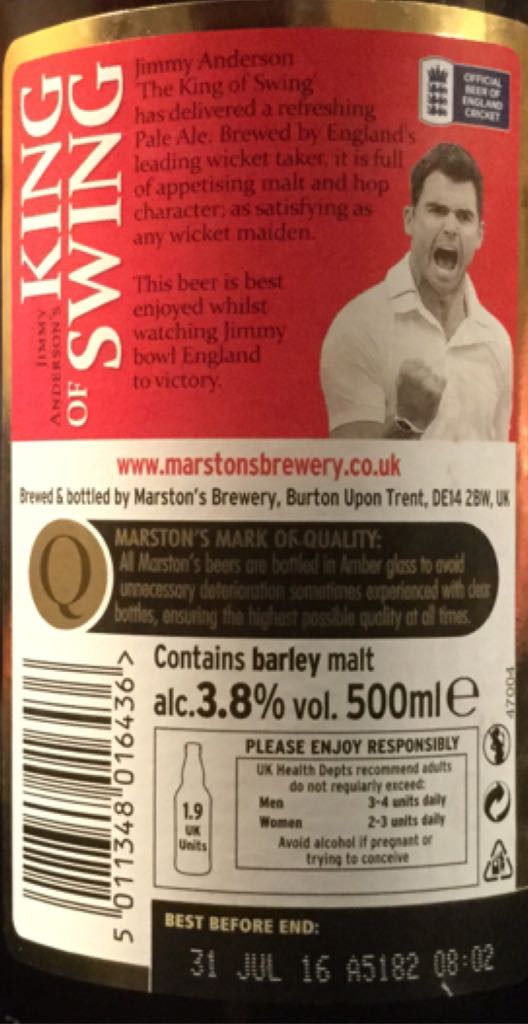 JIMMY
ANDERSON'S
KING
OF SWING
Jimmy Anderson
'The King of Swing'
has delivered a refreshing
Pale Ale. Brewed by England's
leading wicket taker, it is full
of appetising malt and hop
character; as satisfying as
any wicket maiden.
This beer is best
enjoyed whilst
watching Jimmy
bowl England
to victory.
OFFICIAL
BEER OF
ENGLAND
CRICKET
www.marstonsbrewery.co.uk
Brewed & bottled by Marston's Brewery, Burton Upon Trent, DE14 2BW, UK
Q
MARSTON'S MARK OF QUALITY:
All Marston's beers are bottled in Amber glass to avoid
unnecessary deterioration sometimes experienced with clear
bottles, ensuring the highest possible quality at all times.
Contains barley malt
alc.3.8% vol. 500ml e
47004
5 011348 016436 >
1.9
UK
Units
PLEASE ENJOY RESPONSIBLY
UK Health Depts recommend adults
do not regularly exceed:
Men 3-4 units daily
Women 2-3 units daily
Avoid alcohol if pregnant or
trying to conceive
BEST BEFORE END:
31 JUL 16 A5182 08:02